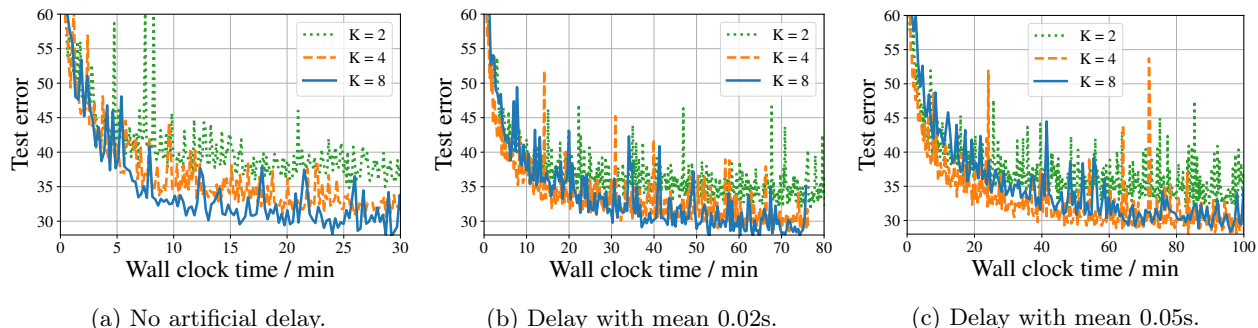 60
55
50
45
40
35
30
Test error
0 5 10 15 20 25 30
Wall clock time / min
K = 2
K = 4
K = 8
(a) No artificial delay.
60
55
50
45
40
35
30
Test error
0 20 40 60 80
Wall clock time / min
K = 2
K = 4
K = 8
(b) Delay with mean 0.02s.
60
55
50
45
40
35
30
Test error
0 20 40 60 80 100
Wall clock time / min
K = 2
K = 4
K = 8
(c) Delay with mean 0.05s.